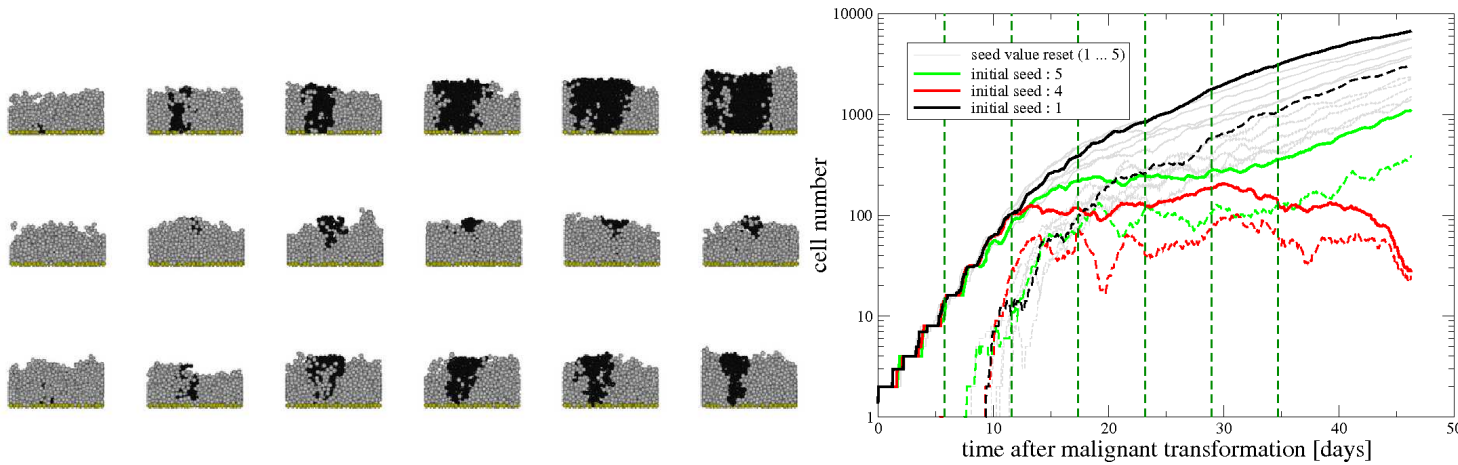 10000
1000
100
10
1
cell number
seed value reset (1 ... 5)
initial seed : 5
initial seed : 4
initial seed : 1
0 10 20 30 40 50
time after malignant transformation [days]